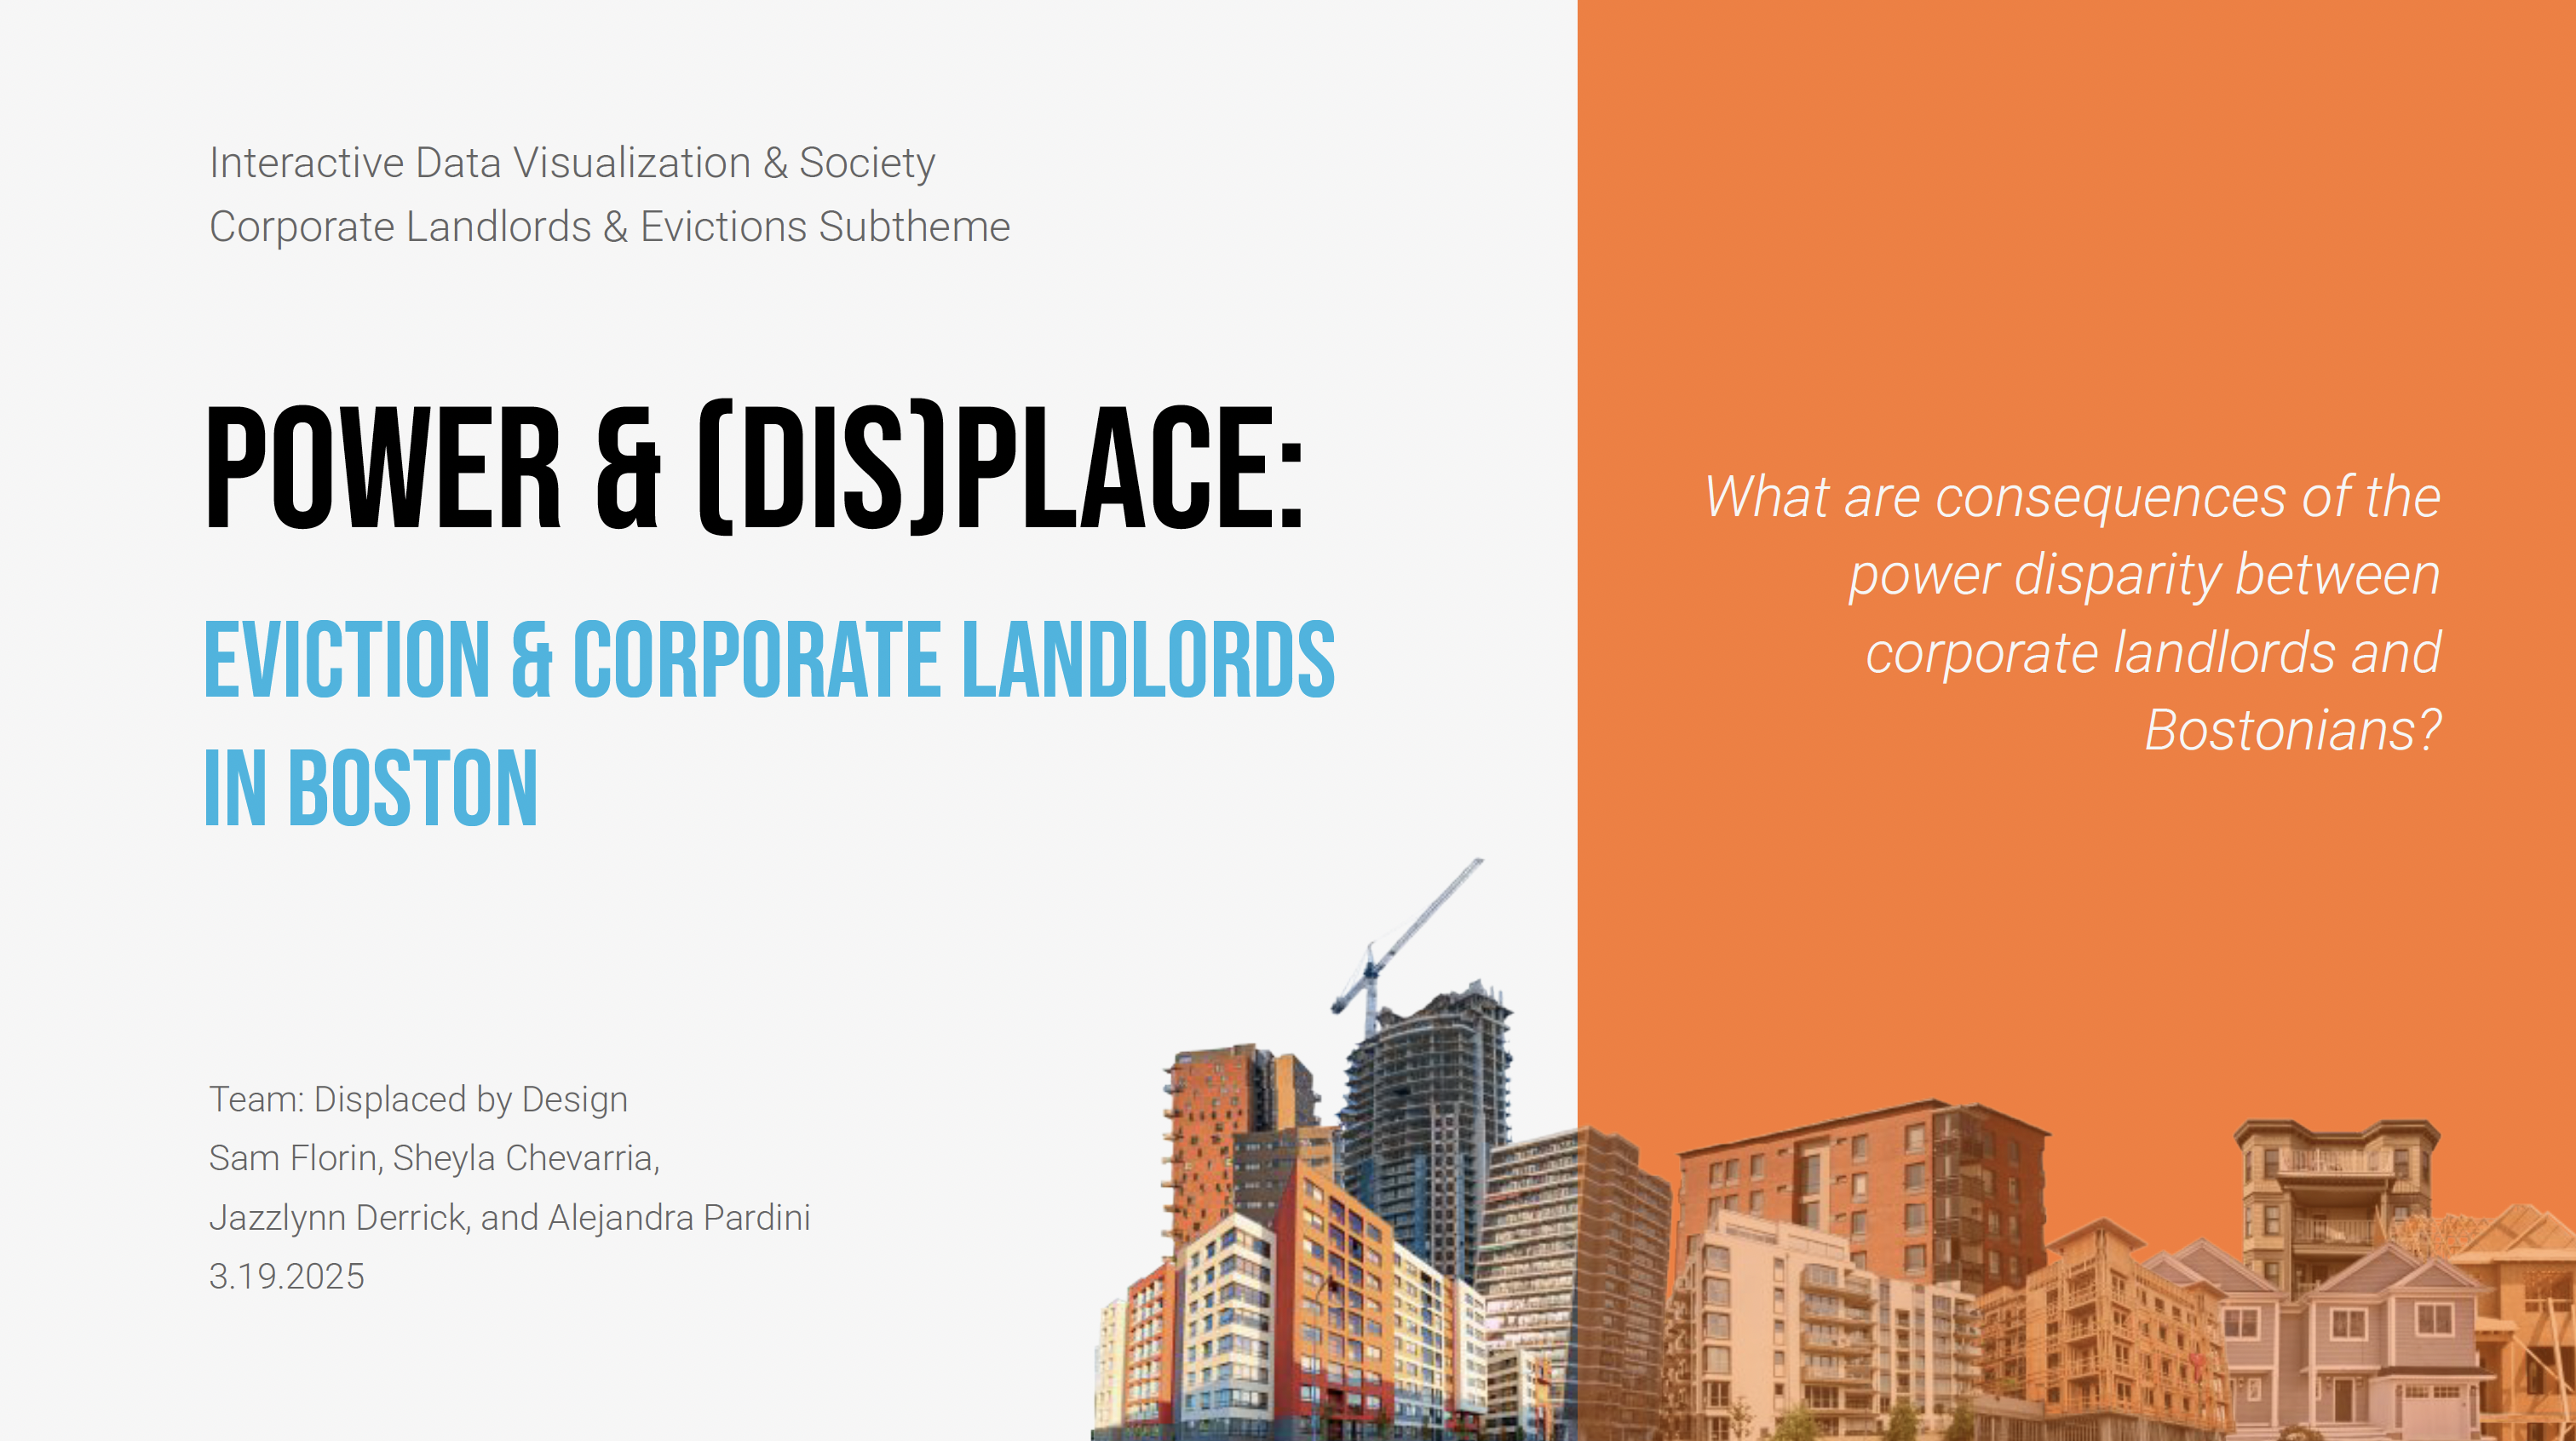 Interactive Data Visualization & Society
Corporate Landlords & Evictions Subtheme
POWER & (DIS)PLACE:
EVICTION & CORPORATE LANDLORDS
IN BOSTON
What are consequences of the
power disparity between
corporate landlords and
Bostonians?
Team: Displaced by Design
Sam Florin, Sheyla Chevarria,
Jazzlynn Derrick, and Alejandra Pardini
3.19.2025